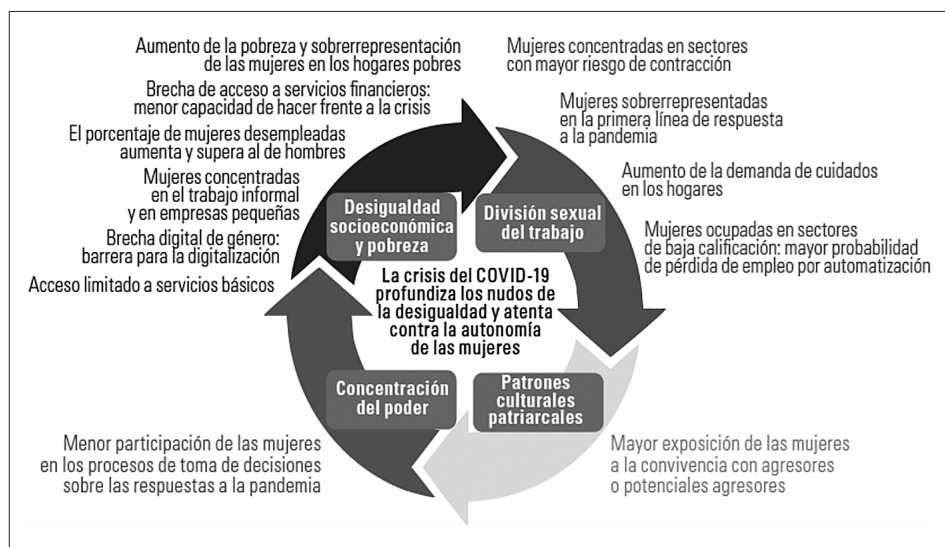 Aumento de la pobreza y sobrerrepresentación
de las mujeres en los hogares pobres
Brecha de acceso a servicios financieros:
menor capacidad de hacer frente a la crisis
El porcentaje de mujeres desempleadas
aumenta y supera al de hombres
Mujeres concentradas
en el trabajo informal
y en empresas pequeñas
Brecha digital de género:
barrera para la digitalización
Acceso limitado a servicios básicos
Mujeres concentradas en sectores
con mayor riesgo de contracción
Mujeres sobrerrepresentadas
en la primera línea de respuesta
a la pandemia
Aumento de la demanda de cuidados
en los hogares
Mujeres ocupadas en sectores
de baja calificación: mayor probabilidad
de pérdida de empleo por automatización
Desigualdad
socioeconómica
y pobreza
División sexual
del trabajo
La crisis del COVID-19
profundiza los nudos de
la desigualdad y atenta
contra la autonomía
de las mujeres
Concentración
del poder
Patrones
culturales
patriarcales
Menor participación de las mujeres
en los procesos de toma de decisiones
sobre las respuestas a la pandemia
Mayor exposición de las mujeres
a la convivencia con agresores
o potenciales agresores